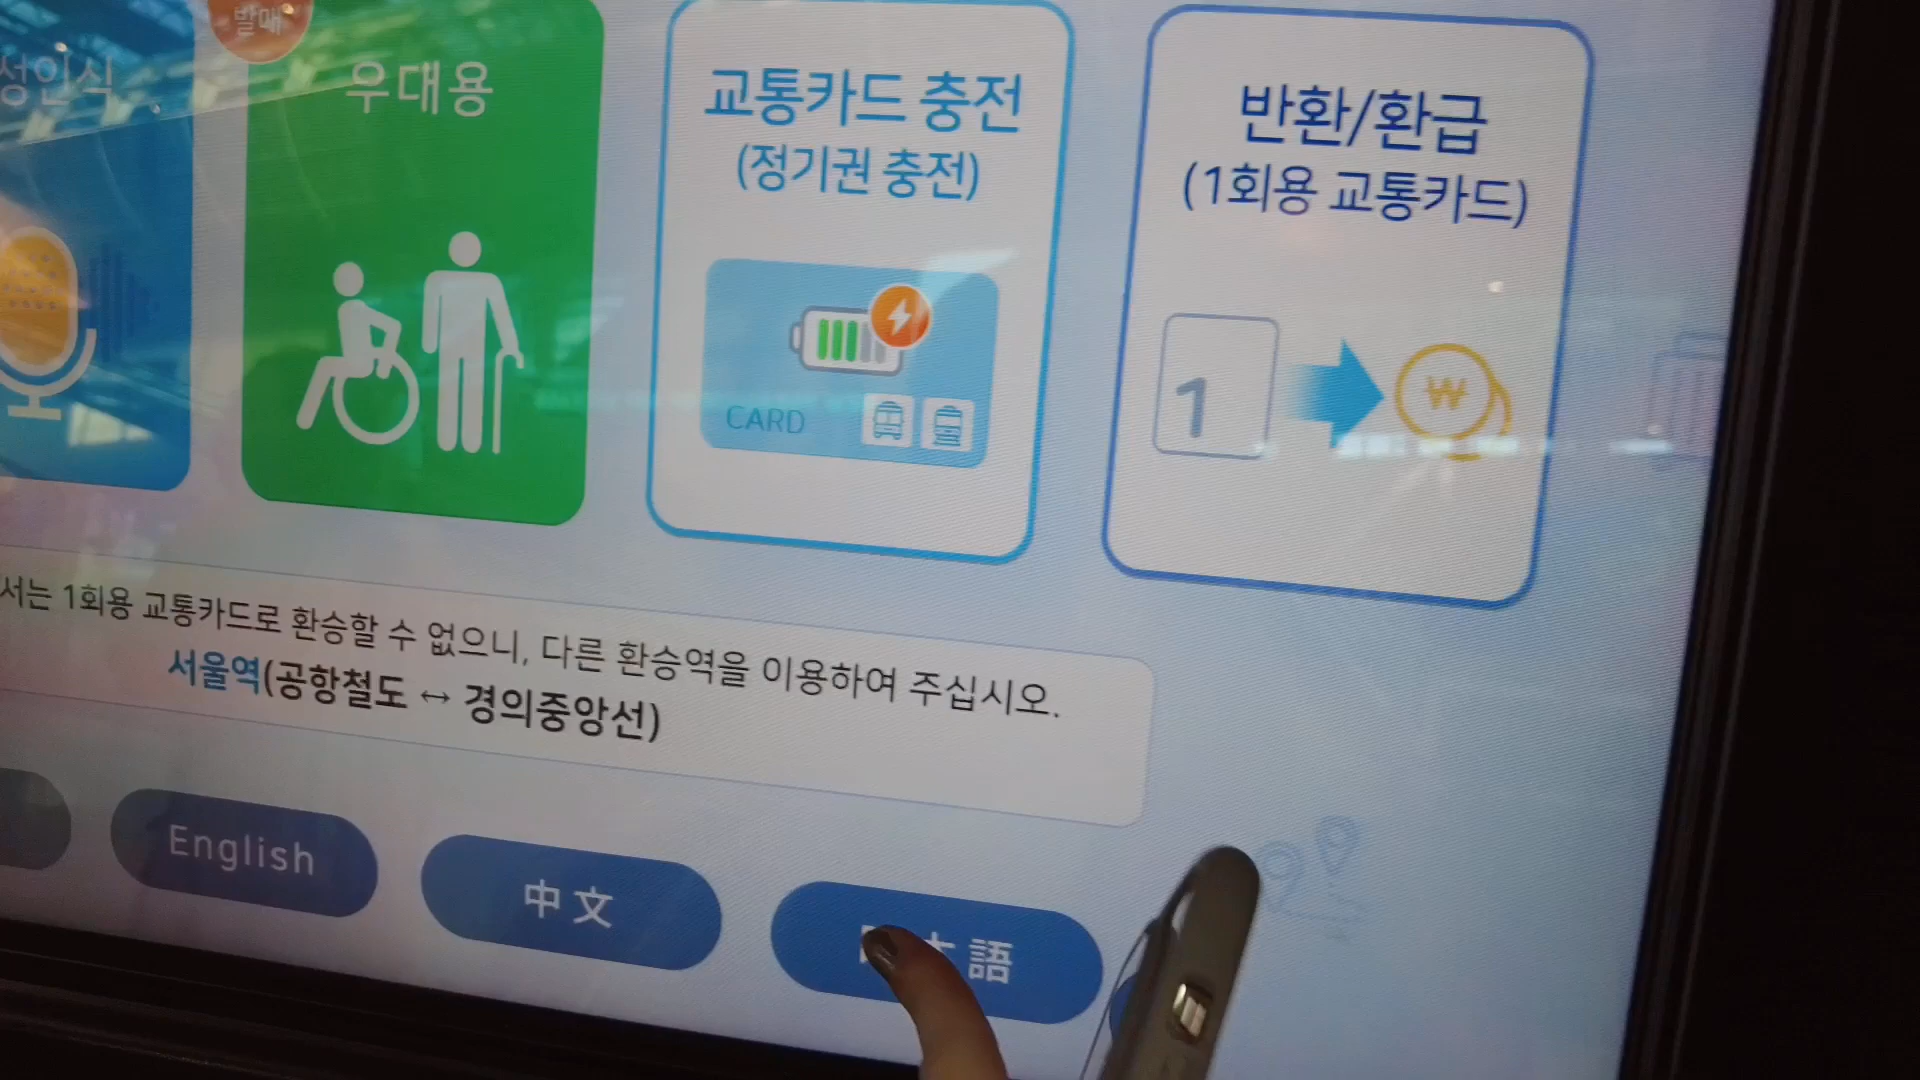 성인식
발매
우대용
교통카드 충전
(정기권 충전)
CARD
반환/환급
(1회용 교통카드)
1
₩
서는 1회용 교통카드로 환승할 수 없으니, 다른 환승역을 이용하여 주십시오.
서울역(공항철도 ↔ 경의중앙선)
English
中文
語